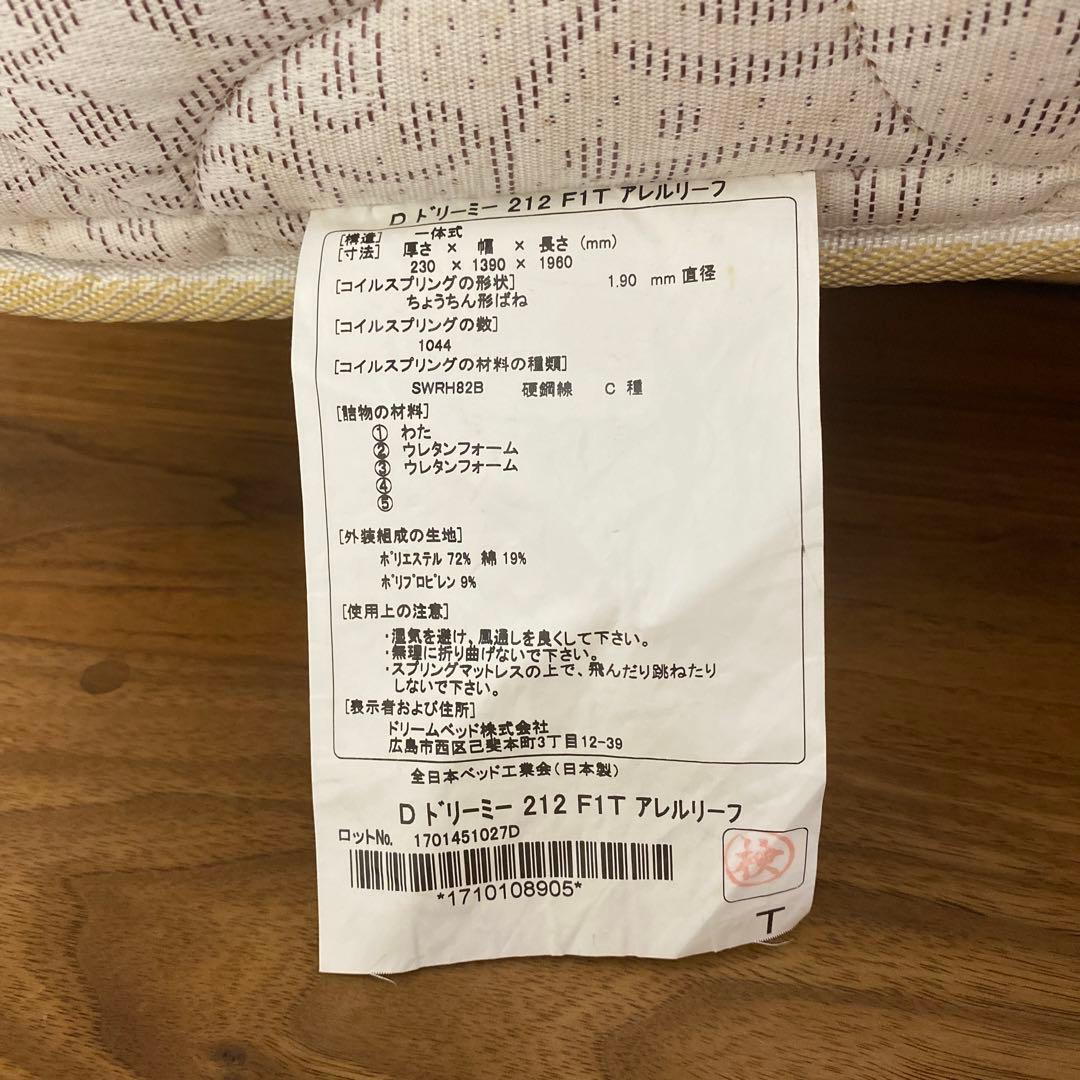 D ドリーミー 212 F1T アレルリーフ
[構造] 一体式
[寸法] 厚さ × 幅 × 長さ (mm)
230 × 1390 × 1960
[コイルスプリングの形状] 1.90 mm 直径
ちょうちん形ばね
[コイルスプリングの数]
1044
[コイルスプリングの材料の種類]
SWRH82B 硬鋼線 C 種
[詰物の材料]
① わた
② ウレタンフォーム
③ ウレタンフォーム
④
⑤
[外装組成の生地]
ポリエステル 72% 綿 19%
ポリプロピレン 9%
[使用上の注意]
・湿気を避け、風通しを良くして下さい。
・無理に折り曲げないで下さい。
・スプリングマットレスの上で、飛んだり跳ねたり
しないで下さい。
[表示者および住所]
ドリームベッド株式会社
広島市西区己斐本町3丁目12-39
全日本ベッド工業会(日本製)
D ドリーミー 212 F1T アレルリーフ
ロットNo. 1701451027D
*1710108905*
検
T